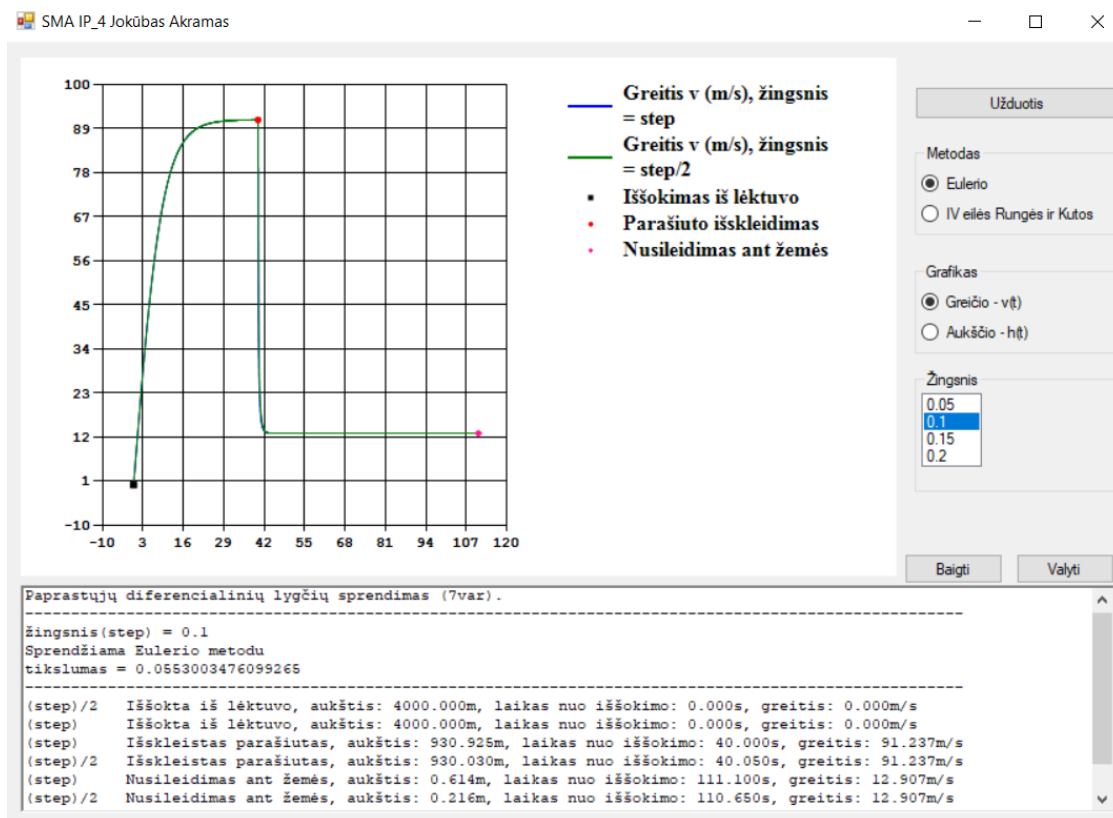 SMA IP_4 Jokūbas Akramas
100
89
78
67
56
45
34
23
12
1
-10
-10 3 16 29 42 55 68 81 94 107 120
Greitis v (m/s), žingsnis
= step
Greitis v (m/s), žingsnis
= step/2
Iššokimas iš lėktuvo
Parašiuto išskleidimas
Nusileidimas ant žemės
Užduotis
Metodas
Eulerio
IV eilės Rungės ir Kutos
Grafikas
Greičio - v(t)
Aukščio - h(t)
Žingsnis
0.05
0.1
0.15
0.2
Baigti Valyti
Paprastųjų diferencialinių lygčių sprendimas (7var).
žingsnis(step) = 0.1
Sprendžiama Eulerio metodu
tikslumas = 0.0553003476099265
(step)/2 Iššokta iš lėktuvo, aukštis: 4000.000m, laikas nuo iššokimo: 0.000s, greitis: 0.000m/s
(step) Iššokta iš lėktuvo, aukštis: 4000.000m, laikas nuo iššokimo: 0.000s, greitis: 0.000m/s
(step) Išskleistas parašiutas, aukštis: 930.925m, laikas nuo iššokimo: 40.000s, greitis: 91.237m/s
(step)/2 Išskleistas parašiutas, aukštis: 930.030m, laikas nuo iššokimo: 40.050s, greitis: 91.237m/s
(step) Nusileidimas ant žemės, aukštis: 0.614m, laikas nuo iššokimo: 111.100s, greitis: 12.907m/s
(step)/2 Nusileidimas ant žemės, aukštis: 0.216m, laikas nuo iššokimo: 110.650s, greitis: 12.907m/s